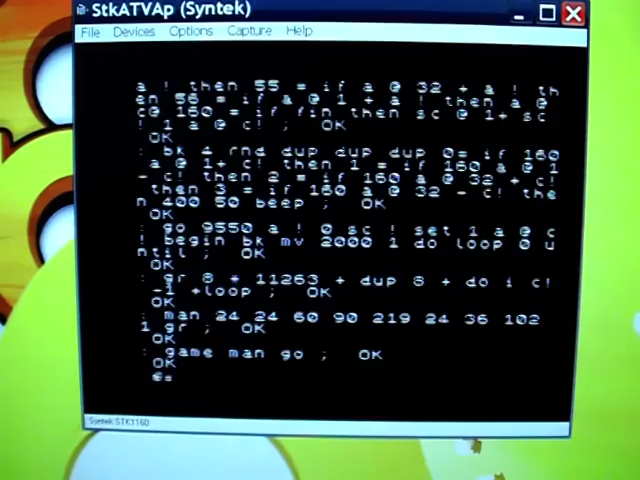 StkATVAp (Syntek)
File Devices Options Capture Help
a ! then 55 = if a @ 32 + a ! th
en 56 = if a @ 1 + a ! then a @
c@ 160 = if fin then sc @ 1+ sc
! 1 a @ c! ; OK
OK
: bk 4 rnd dup dup dup 0= if 160
a @ 1+ c! then 1 = if 160 a @ 1
- c! then 2 = if 160 a @ 32 + c!
then 3 = if 160 a @ 32 - c! the
n 400 50 beep ; OK
OK
: go 9550 a ! 0 sc ! set 1 a @ c
! begin bk mv 2000 1 do loop 0 u
ntil ; OK
OK
: gr 8 * 11263 + dup 8 + do i c!
-1 +loop ; OK
OK
: man 24 24 60 90 219 24 36 102
1 gr ; OK
OK
: game man go ; OK
OK
Syntek STK1160